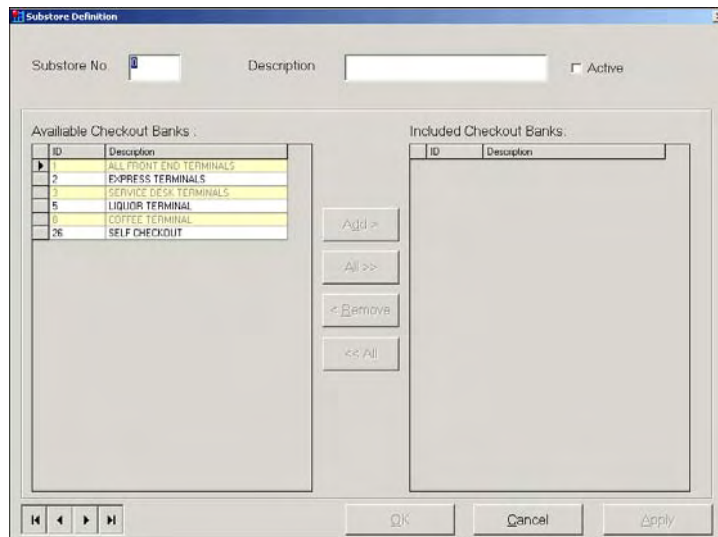 Substore Definition
Substore No. 0 Description Active
Availiable Checkout Banks :
ID Description
1 ALL FRONT END TERMINALS
2 EXPRESS TERMINALS
3 SERVICE DESK TERMINALS
5 LIQUOR TERMINAL
6 COFFEE TERMINAL
26 SELF CHECKOUT
Add >
All >>
< Remove
<< All
Included Checkout Banks:
ID Description
OK Cancel Apply